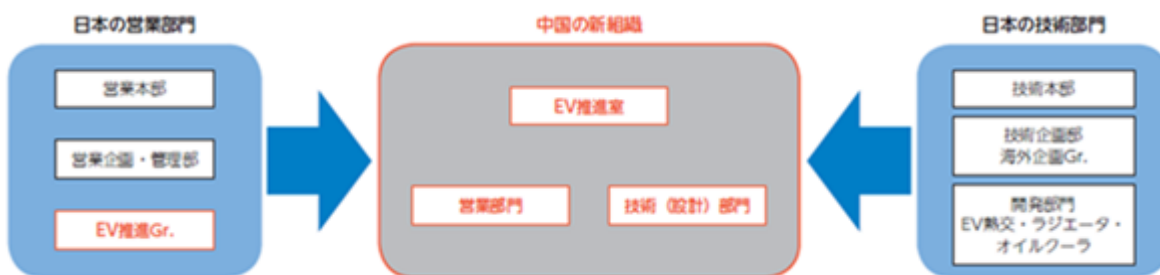 日本の営業部門
営業本部
営業企画・管理部
EV推進Gr.
中国の新組織
EV推進室
営業部門
技術（設計）部門
日本の技術部門
技術本部
技術企画部
海外企画Gr.
開発部門
EV熱交・ラジエータ・
オイルクーラ